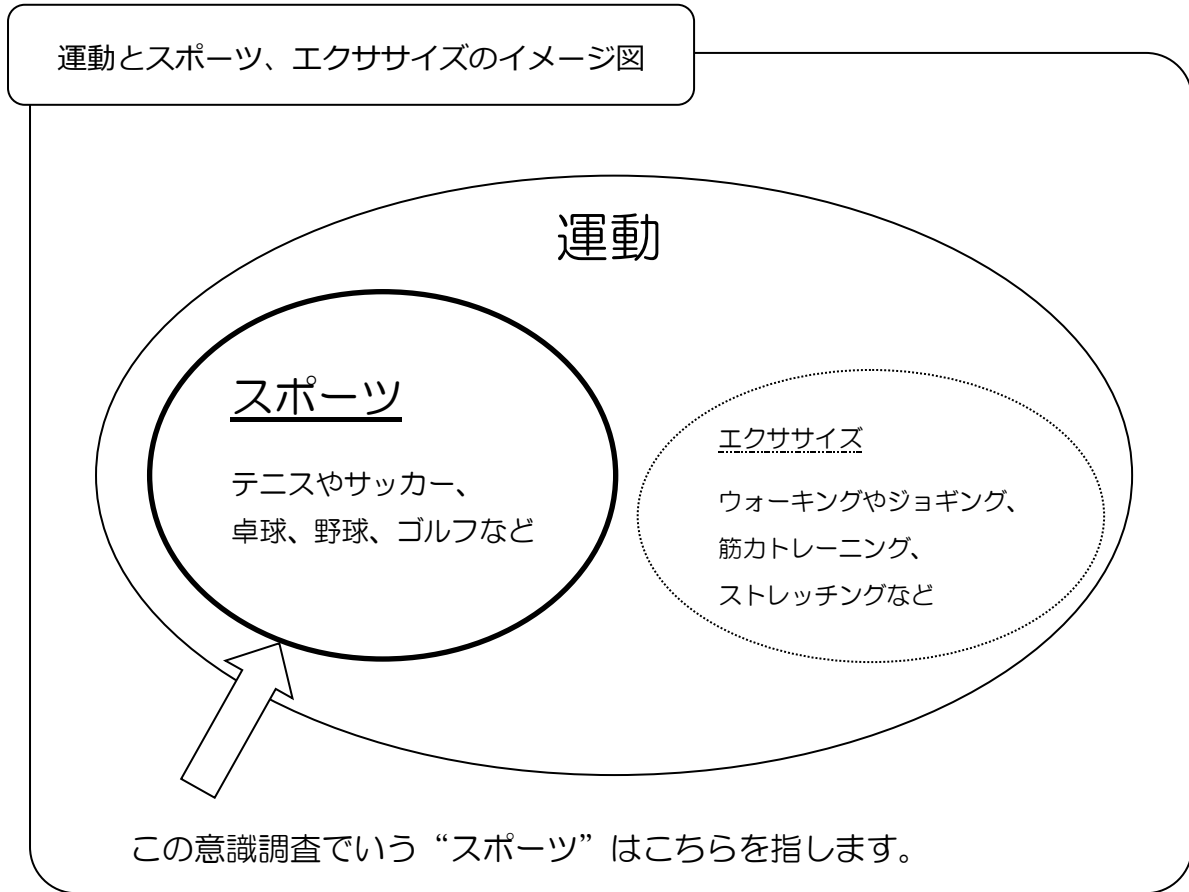 運動とスポーツ、エクササイズのイメージ図
運動
スポーツ
テニスやサッカー、
卓球、野球、ゴルフなど
エクササイズ
ウォーキングやジョギング、
筋力トレーニング、
ストレッチングなど
この意識調査でいう“スポーツ”はこちらを指します。